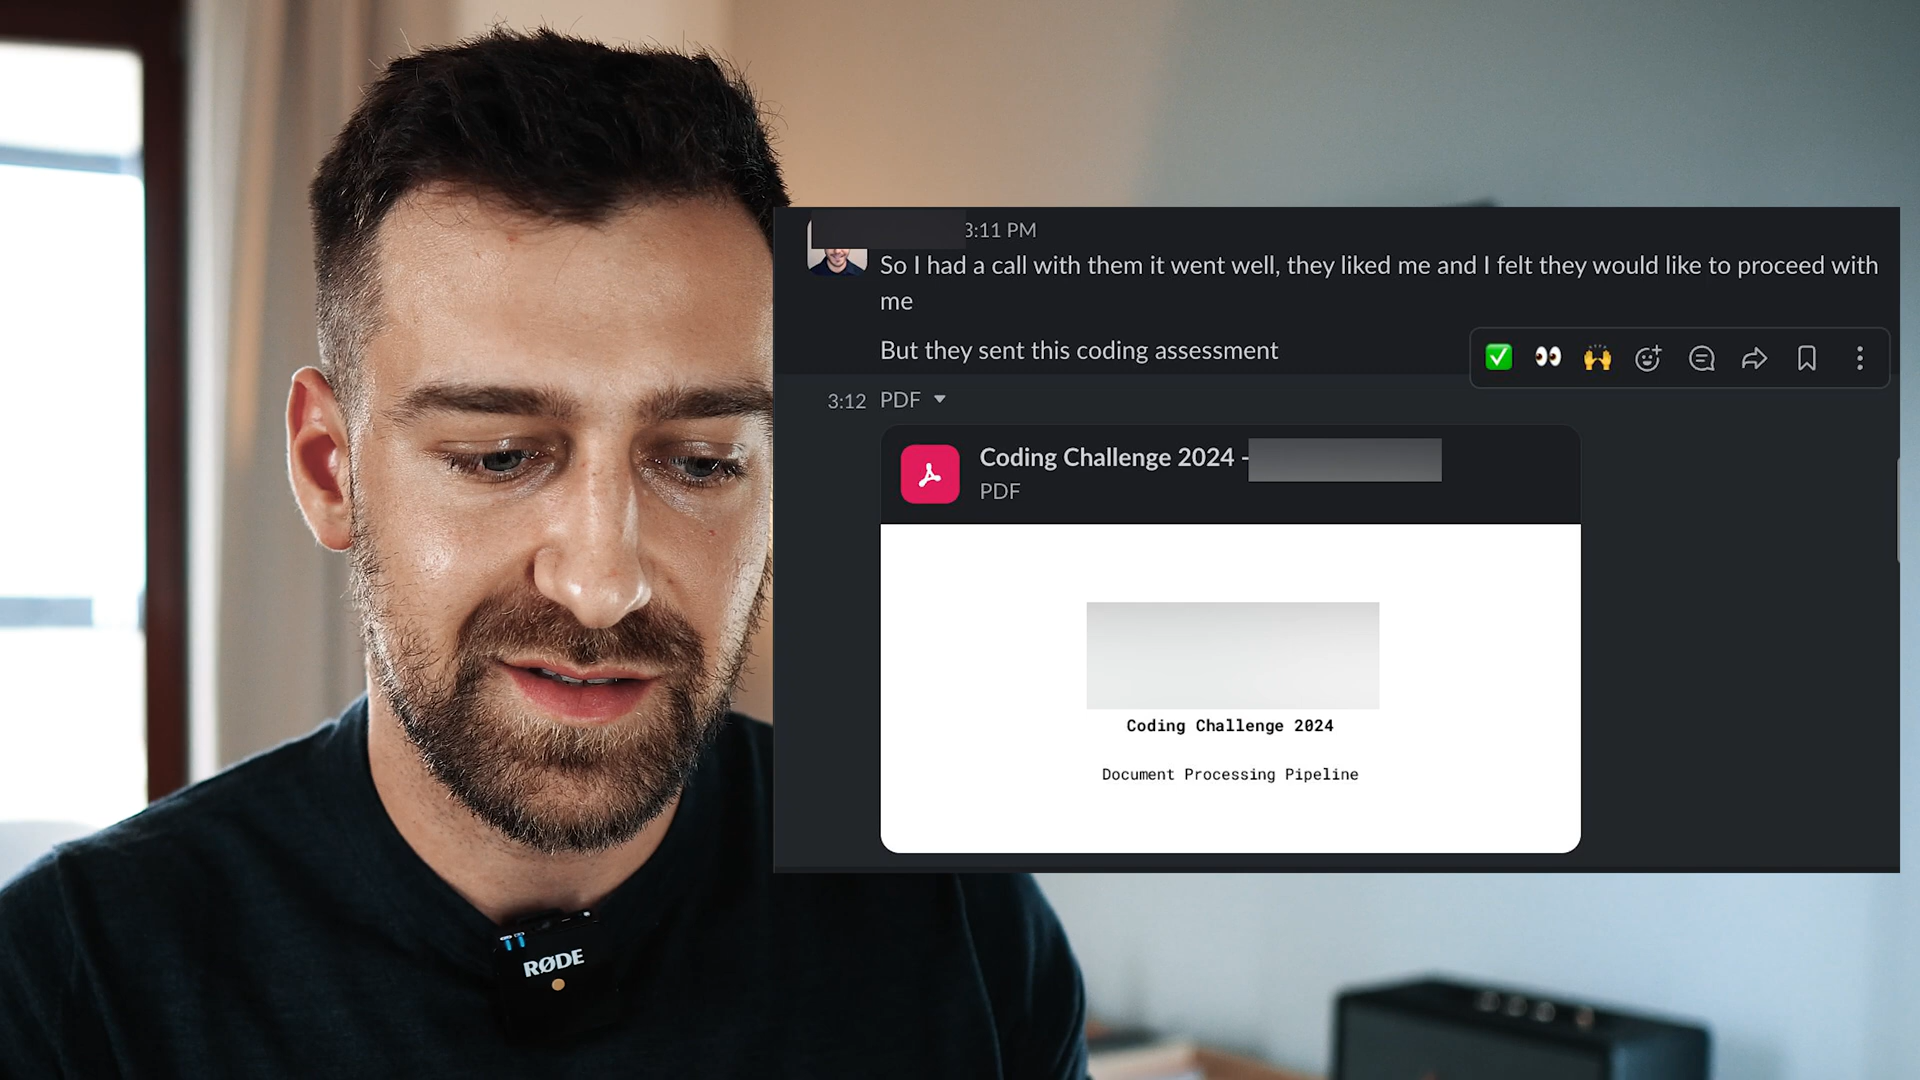 3:11 PM
So I had a call with them it went well, they liked me and I felt they would like to proceed with
me
But they sent this coding assessment
3:12 PDF
Coding Challenge 2024 -
PDF
Coding Challenge 2024
Document Processing Pipeline
RØDE